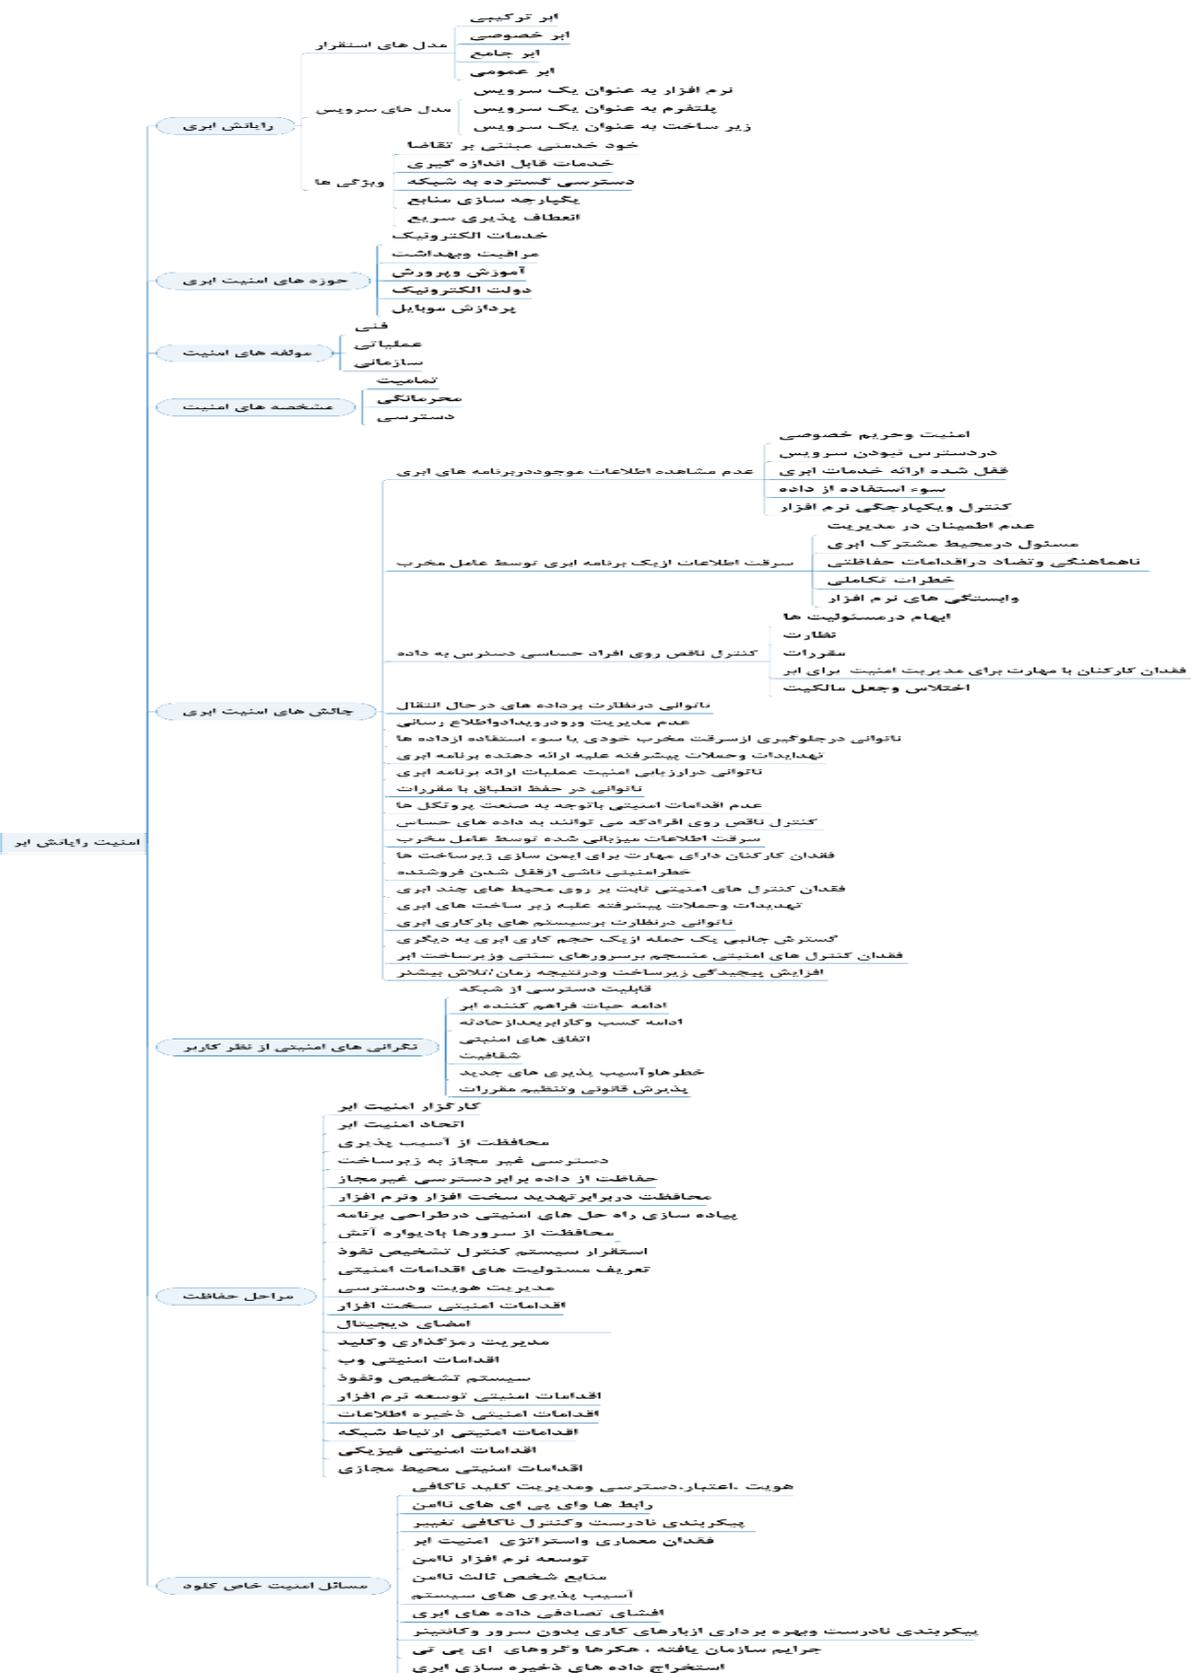 امنیت رایانش ابر
رایانش ابری
مدل های استقرار
ابر ترکیبی
ابر خصوصی
ابر جامع
ابر عمومی
مدل های سرویس
نرم افزار به عنوان یک سرویس
پلتفرم به عنوان یک سرویس
زیر ساخت به عنوان یک سرویس
ویژگی ها
خود خدمتی مبتنی بر تقاضا
خدمات قابل اندازه گیری
دسترسی گسترده به شبکه
یکپارچه سازی منابع
انعطاف پذیری سریع
حوزه های امنیت ابری
خدمات الکترونیک
مراقبت وبهداشت
آموزش وپرورش
دولت الکترونیک
پردازش موبایل
مولفه های امنیت
فنی
عملیاتی
سازمانی
مشخصه های امنیت
تمامیت
محرمانگی
دسترسی
چالش های امنیت ابری
عدم مشاهده اطلاعات موجوددربرنامه های ابری
امنیت وحریم خصوصی
دردسترس نبودن سرویس
قفل شده ارائه خدمات ابری
سوء استفاده از داده
کنترل ویکپارچگی نرم افزار
سرقت اطلاعات ازیک برنامه ابری توسط عامل مخرب
عدم اطمینان در مدیریت
مسئول درمحیط مشترک ابری
ناهماهنگی وتضاد دراقدامات حفاظتی
خطرات تکاملی
وابستگی های نرم افزار
کنترل ناقص روی افراد حساسی دسترس به داده
ابهام درمسئولیت ها
نظارت
مقررات
فقدان کارکنان با مهارت برای مدیریت امنیت برای ابر
اختلاس وجعل مالکیت
ناتوانی درنظارت برداده های درحال انتقال
عدم مدیریت ورودرویدادواطلاع رسانی
ناتوانی درجلوگیری ازسرقت مخرب خودی یا سوء استفاده ازداده ها
تهدایدات وحملات پیشرفته علیه ارائه دهنده برنامه ابری
ناتوانی درارزیابی امنیت عملیات ارائه برنامه ابری
ناتوانی در حفظ انطباق با مقررات
عدم اقدامات امنیتی باتوجه به صنعت پروتکل ها
کنترل ناقص روی افرادکه می توانند به داده های حساس
سرقت اطلاعات میزبانی شده توسط عامل مخرب
فقدان کارکنان دارای مهارت برای ایمن سازی زیرساخت ها
خطرامنیتی ناشی ازقفل شدن فروشنده
فقدان کنترل های امنیتی ثابت بر روی محیط های چند ابری
تهدیدات وحملات پیشرفته علیه زیر ساخت های ابری
ناتوانی درنظارت برسیستم های بارکاری ابری
گسترش جانبی یک حمله ازیک حجم کاری ابری به دیگری
فقدان کنترل های امنیتی منسجم برسرورهای سنتی وزیرساخت ابر
افزایش پیچیدگی زیرساخت ودرنتیجه زمان/تلاش بیشتر
نگرانی های امنیتی از نظر کاربر
قابلیت دسترسی از شبکه
ادامه حیات فراهم کننده ابر
ادامه کسب وکارابربعدازحادثه
اتفاق های امنیتی
شفافیت
خطرهاوآسیب پذیری های جدید
پذیرش قانونی وتنظیم مقررات
مراحل حفاظت
کارگزار امنیت ابر
اتحاد امنیت ابر
محافظت از آسیب پذیری
دسترسی غیر مجاز به زیرساخت
حفاظت از داده برابردسترسی غیرمجاز
محافظت دربرابرتهدید سخت افزار ونرم افزار
پیاده سازی راه حل های امنیتی درطراحی برنامه
محافظت از سرورها بادیواره آتش
استقرار سیستم کنترل تشخیص نفوذ
تعریف مسئولیت های اقدامات امنیتی
مدیریت هویت ودسترسی
اقدامات امنیتی سخت افزار
امضای دیجیتال
مدیریت رمزگذاری وکلید
اقدامات امنیتی وب
سیستم تشخیص ونفوذ
اقدامات امنیتی توسعه نرم افزار
اقدامات امنیتی ذخیره اطلاعات
اقدامات امنیتی ارتباط شبکه
اقدامات امنیتی فیزیکی
اقدامات امنیتی محیط مجازی
مسائل امنیت خاص کلود
هویت ،اعتبار،دسترسی ومدیریت کلید ناکافی
رابط ها وای پی ای های ناامن
پیکربندی نادرست وکنترل ناکافی تغییر
فقدان معماری واستراتژی امنیت ابر
توسعه نرم افزار ناامن
منابع شخص ثالث ناامن
آسیب پذیری های سیستم
افشای تصادفی داده های ابری
پیکربندی نادرست وبهره برداری ازبارهای کاری بدون سرور وکانتینر
جرایم سازمان یافته ، هکرها وگروهای ای پی تی
استخراج داده های ذخیره سازی ابری